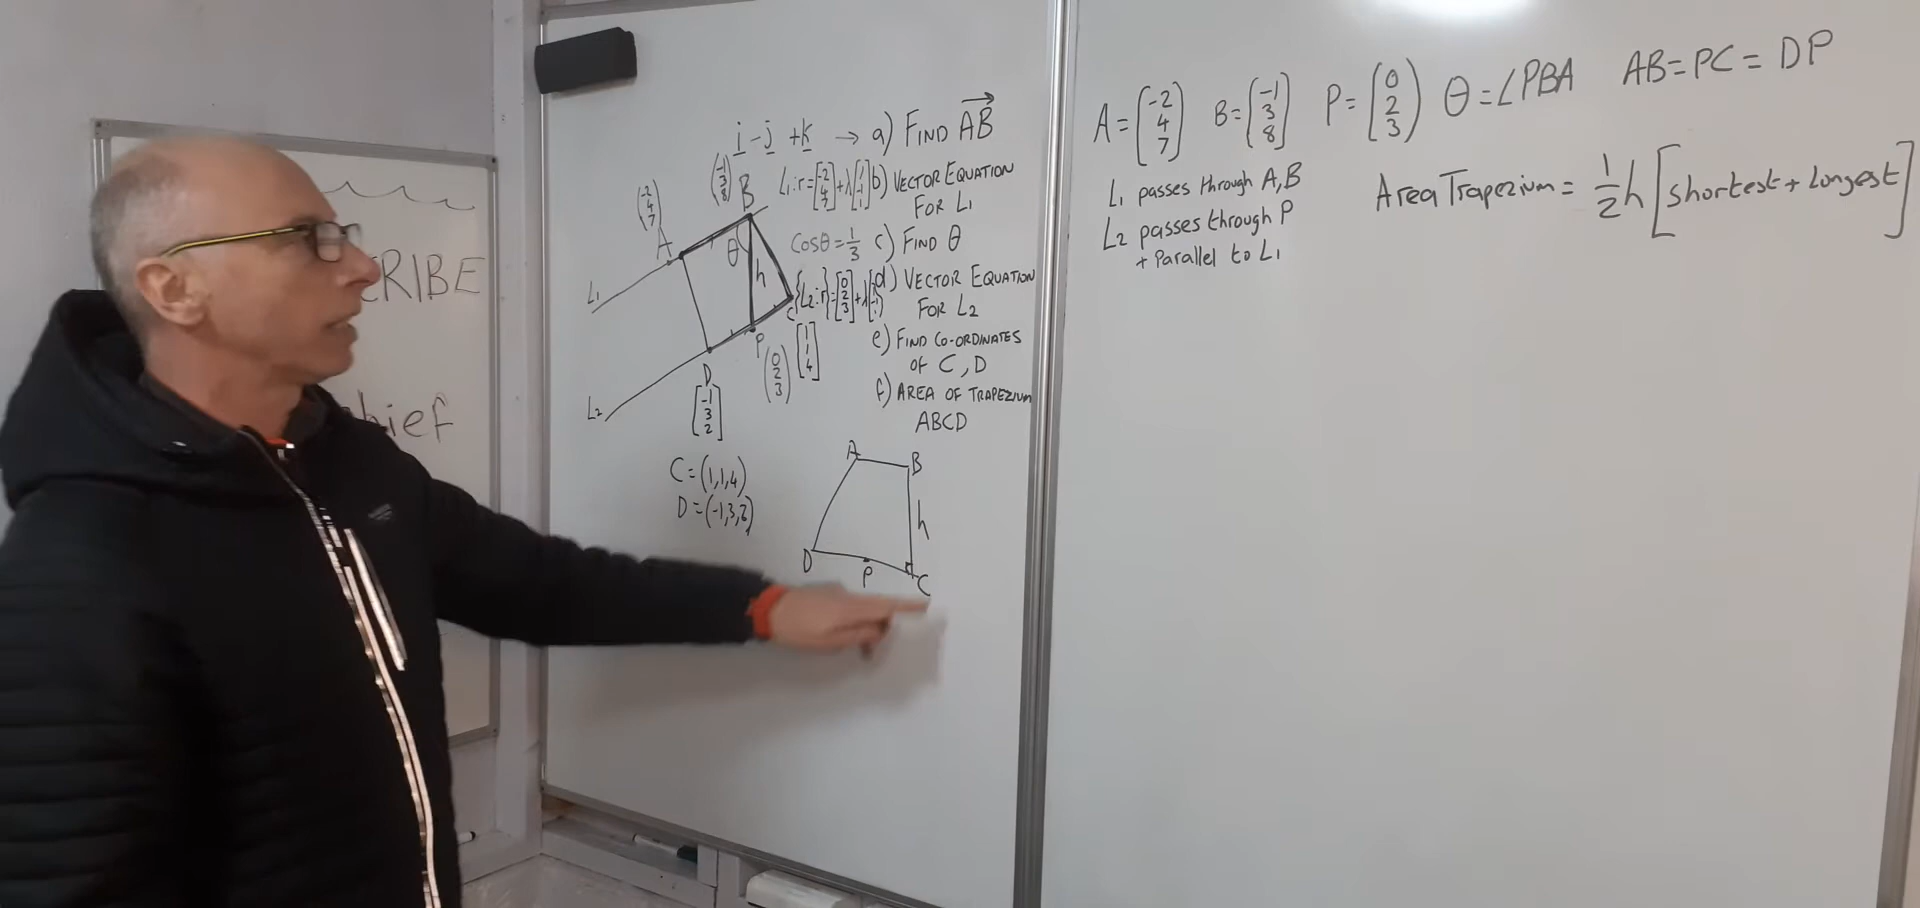 CRIBE
hief
i - j + k → a) FIND AB
L₁: r = [-2 4 7] + λ [1 -1 1] b) VECTOR EQUATION
FOR L₁
Cosθ = 1/3 c) FIND θ
{L₂: r} = [0 2 3] + λ [1 -1 1] d) VECTOR EQUATION
FOR L₂
e) FIND CO-ORDINATES
OF C, D
f) AREA OF TRAPEZIUM
ABCD
(-2 4 7)
(-1 3 8)
A
B
θ
h
L₁
C
[1 1 4]
P
(0 2 3)
D
[-1 3 2]
L₂
C = (1,1,4)
D = (-1,3,2)
A
B
h
D
P
C
A = (-2 4 7) B = (-1 3 8) P = (0 2 3) θ = ∠PBA AB = PC = DP
L₁ passes through A, B
L₂ passes through P
+ Parallel to L₁
Area Trapezium = 1/2 h [shortest + Longest]